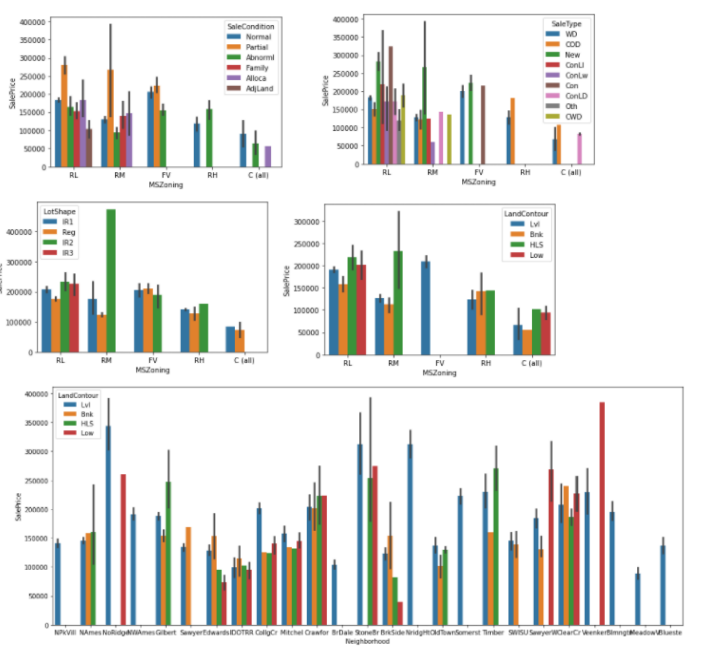 SaleCondition
Normal
Partial
Abnorml
Family
Alloca
AdjLand
400000
350000
300000
250000
200000
150000
100000
50000
0
SalePrice
RL RM FV RH C (all)
MSZoning
SaleType
WD
COD
New
ConLI
ConLw
Con
ConLD
Oth
CWD
400000
350000
300000
250000
200000
150000
100000
50000
0
SalePrice
RL RM FV RH C (all)
MSZoning
LotShape
IR1
Reg
IR2
IR3
400000
300000
200000
100000
0
RL RM FV RH C (all)
MSZoning
LandContour
Lvl
Bnk
HLS
Low
300000
250000
200000
150000
100000
50000
0
SalePrice
RL RM FV RH C (all)
MSZoning
LandContour
Lvl
Bnk
HLS
Low
400000
350000
300000
250000
200000
150000
100000
50000
0
SalePrice
NPkVill NAmes NoRidge NWAmes Gilbert Sawyer Edwards IDOTRR CollgCr Mitchel Crawfor BrDale StoneBr BrkSide NridgHt OldTown Somerst Timber SWISU SawyerW ClearCr Veenker Blmngtn MeadowV Blueste
Neighborhood